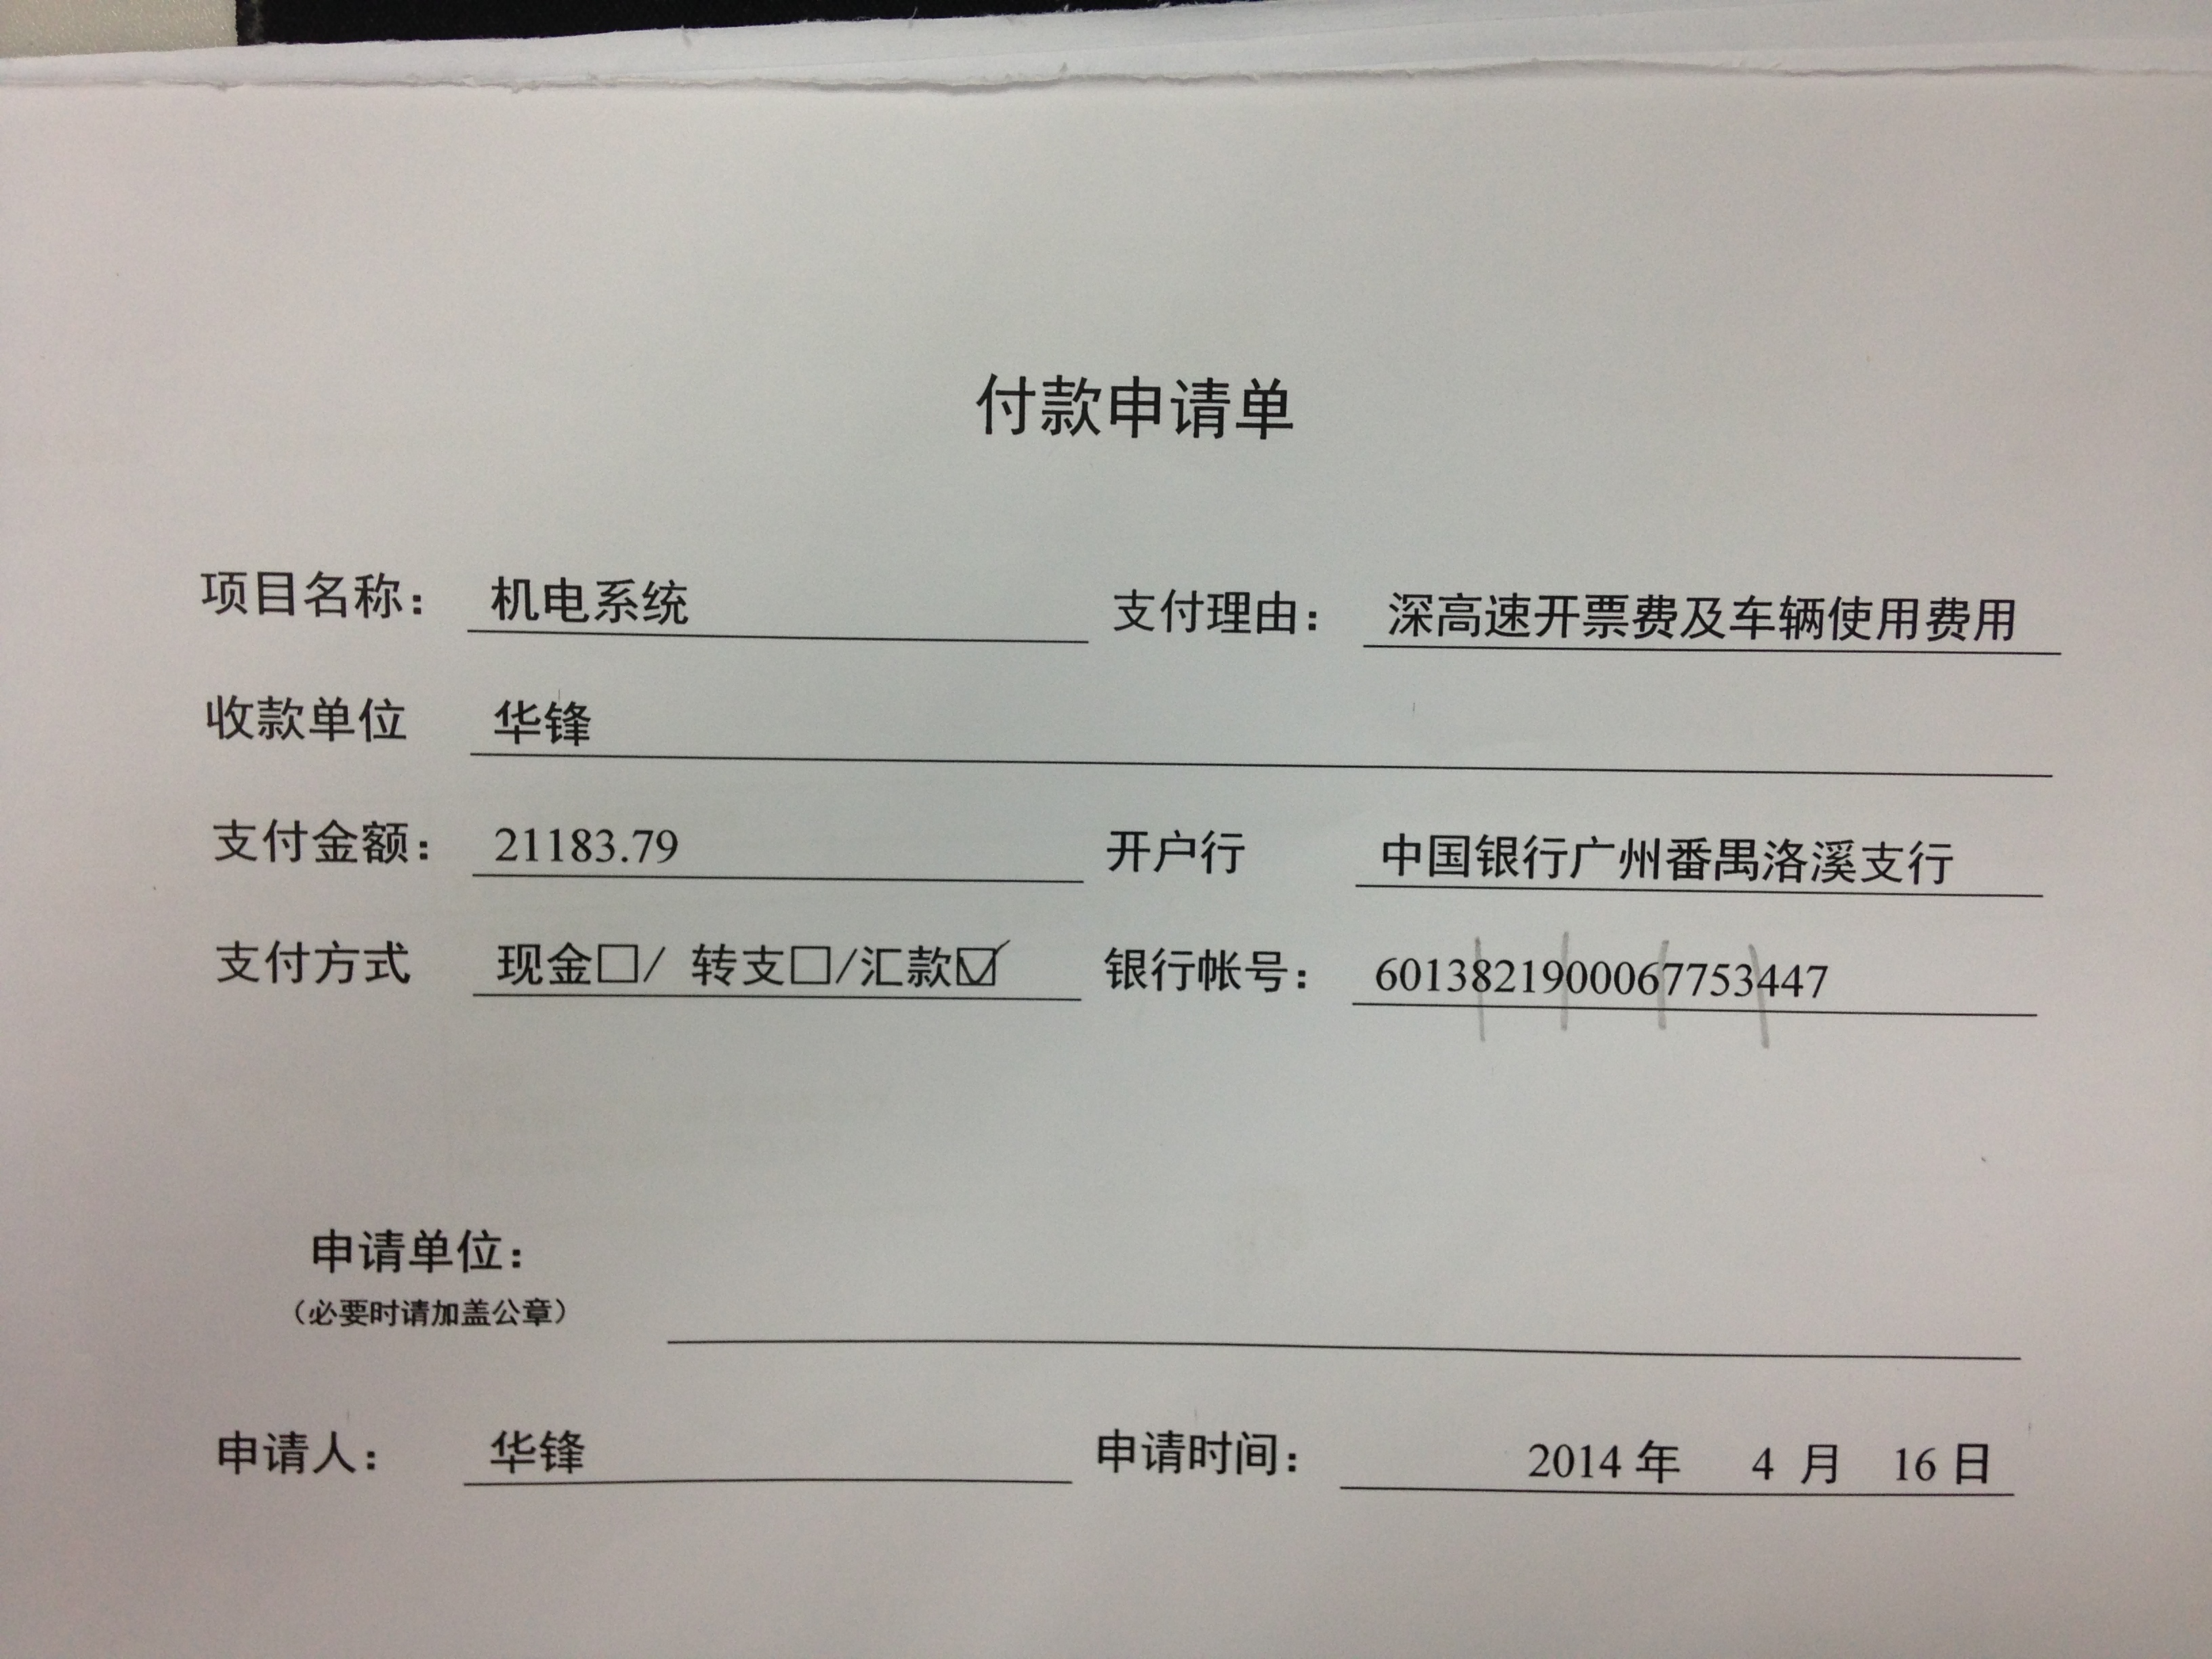 付款申请单
项目名称： 机电系统 支付理由： 深高速开票费及车辆使用费用
收款单位 华锋
支付金额： 21183.79 开户行 中国银行广州番禺洛溪支行
支付方式 现金□/ 转支□/汇款☑ 银行帐号： 6013821900067753447
申请单位：
（必要时请加盖公章）
申请人： 华锋 申请时间： 2014 年 4 月 16 日